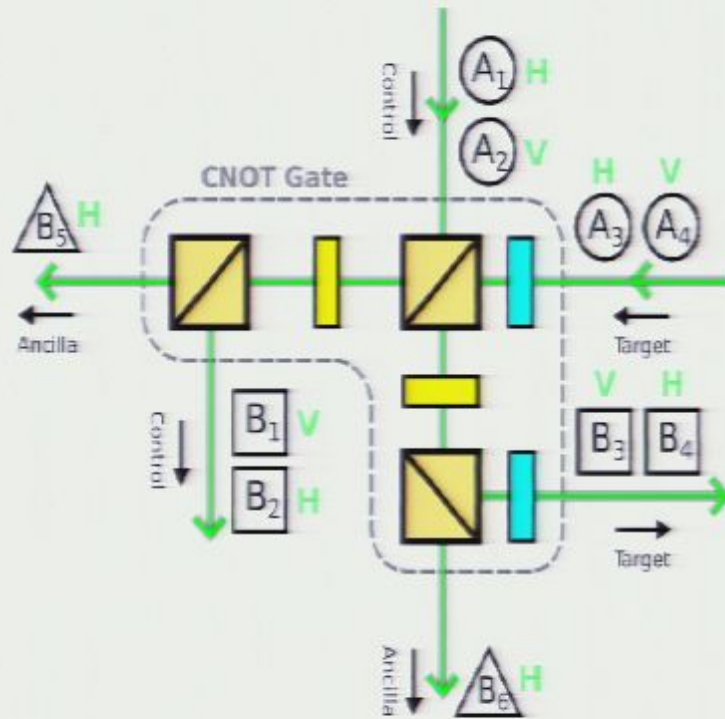 Control
A1 H
A2 V
CNOT Gate
H V
A3 A4
Target
B5 H
Ancilla
Control
B1 V
B2 H
V H
B3 B4
Target
Ancilla
B6 H